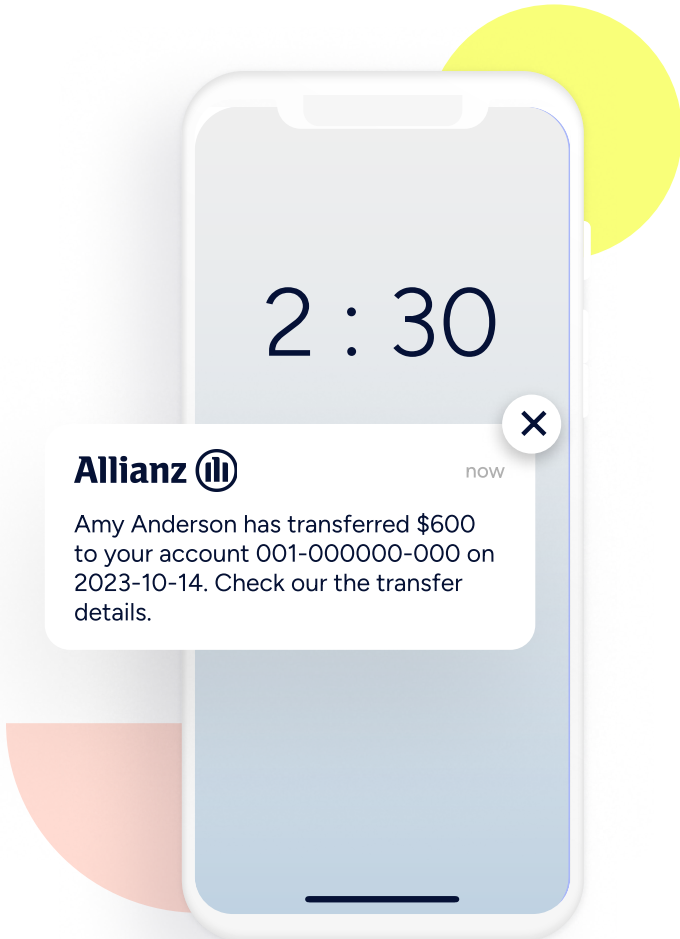 2 : 30
Allianz
now
Amy Anderson has transferred $600
to your account 001-000000-000 on
2023-10-14. Check our the transfer
details.